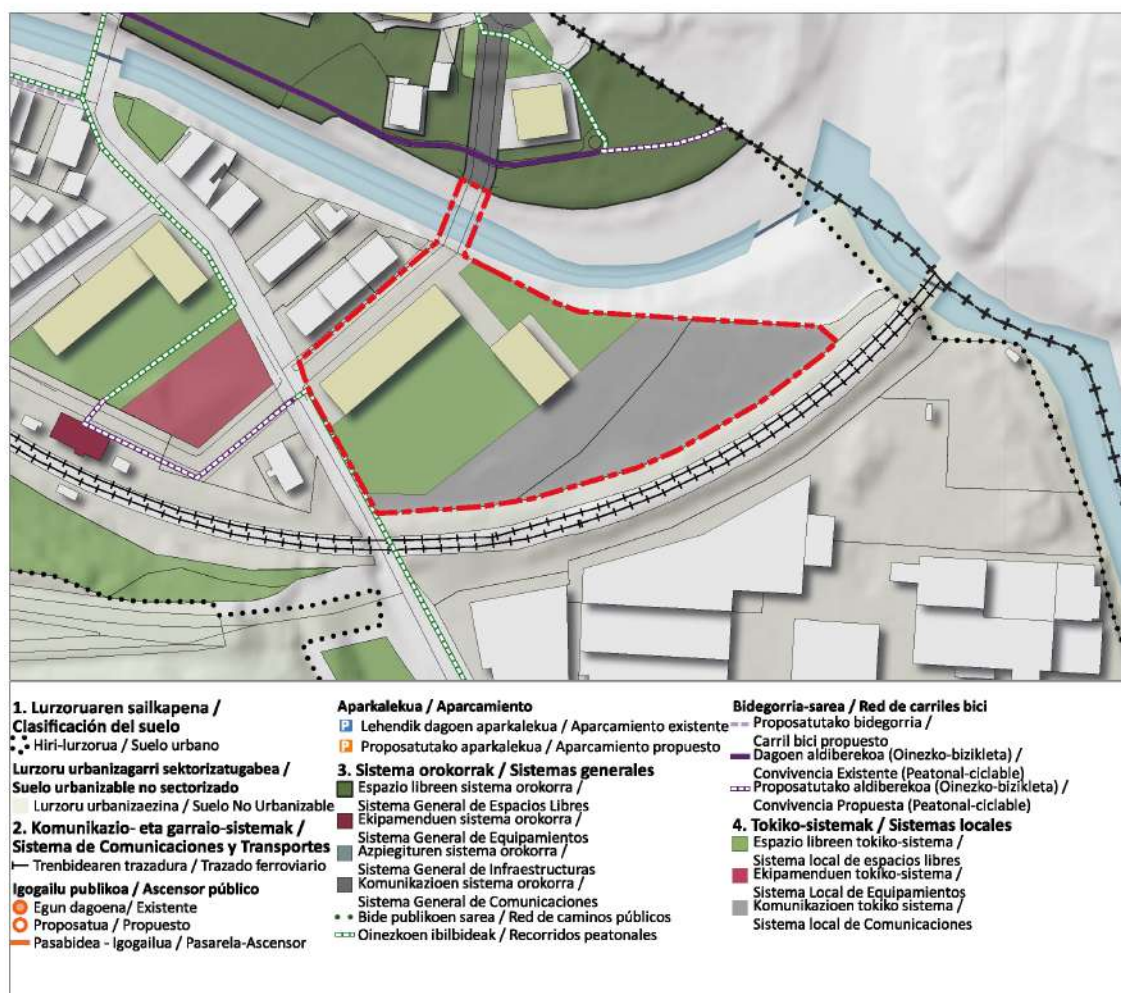 1. Lurzoruaren sailkapena /
Clasificación del suelo
Hiri-lurzorua / Suelo urbano
Lurzoru urbanizagarri sektorizatugabea /
Suelo urbanizable no sectorizado
Lurzoru urbanizaezina / Suelo No Urbanizable
2. Komunikazio- eta garraio-sistemak /
Sistema de Comunicaciones y Transportes
Trenbidearen trazadura / Trazado ferroviario
Igogailu publikoa / Ascensor público
Egun dagoena/ Existente
Proposatua / Propuesto
Pasabidea - Igogailua / Pasarela-Ascensor
Aparkalekua / Aparcamiento
P Lehendik dagoen aparkalekua / Aparcamiento existente
P Proposatutako aparkalekua / Aparcamiento propuesto
3. Sistema orokorrak / Sistemas generales
Espazio libreen sistema orokorra /
Sistema General de Espacios Libres
Ekipamenduen sistema orokorra /
Sistema General de Equipamientos
Azpiegituren sistema orokorra /
Sistema General de Infraestructuras
Komunikazioen sistema orokorra /
Sistema General de Comunicaciones
Bide publikoen sarea / Red de caminos públicos
Oinezkoen ibilbideak / Recorridos peatonales
Bidegorria-sarea / Red de carriles bici
Proposatutako bidegorria /
Carril bici propuesto
Dagoen aldiberekoa (Oinezko-bizikleta) /
Convivencia Existente (Peatonal-ciclable)
Proposatutako aldiberekoa (Oinezko-bizikleta) /
Convivencia Propuesta (Peatonal-ciclable)
4. Tokiko-sistemak / Sistemas locales
Espazio libreen tokiko-sistema /
Sistema local de espacios libres
Ekipamenduen tokiko-sistema /
Sistema Local de Equipamientos
Komunikazioen tokiko sistema /
Sistema local de Comunicaciones